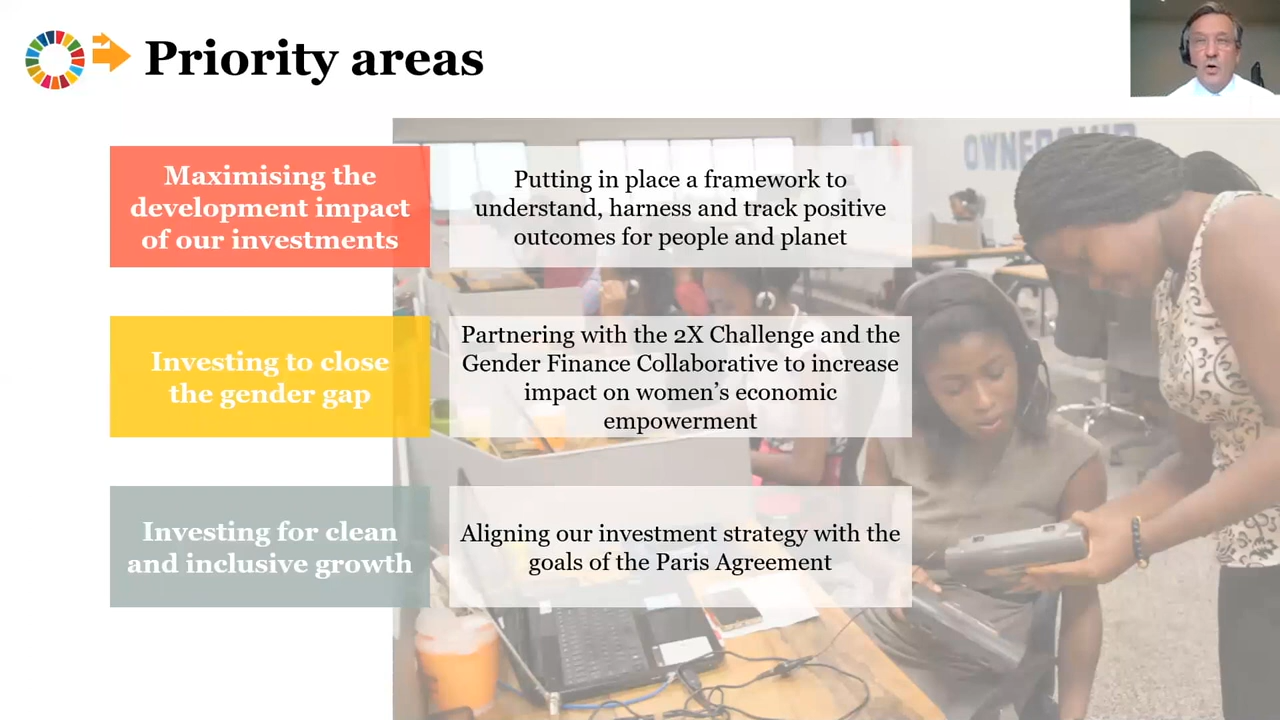 Priority areas
OWNERSHIP
Maximising the
development impact
of our investments
Putting in place a framework to
understand, harness and track positive
outcomes for people and planet
Investing to close
the gender gap
Partnering with the 2X Challenge and the
Gender Finance Collaborative to increase
impact on women’s economic
empowerment
Investing for clean
and inclusive growth
Aligning our investment strategy with the
goals of the Paris Agreement